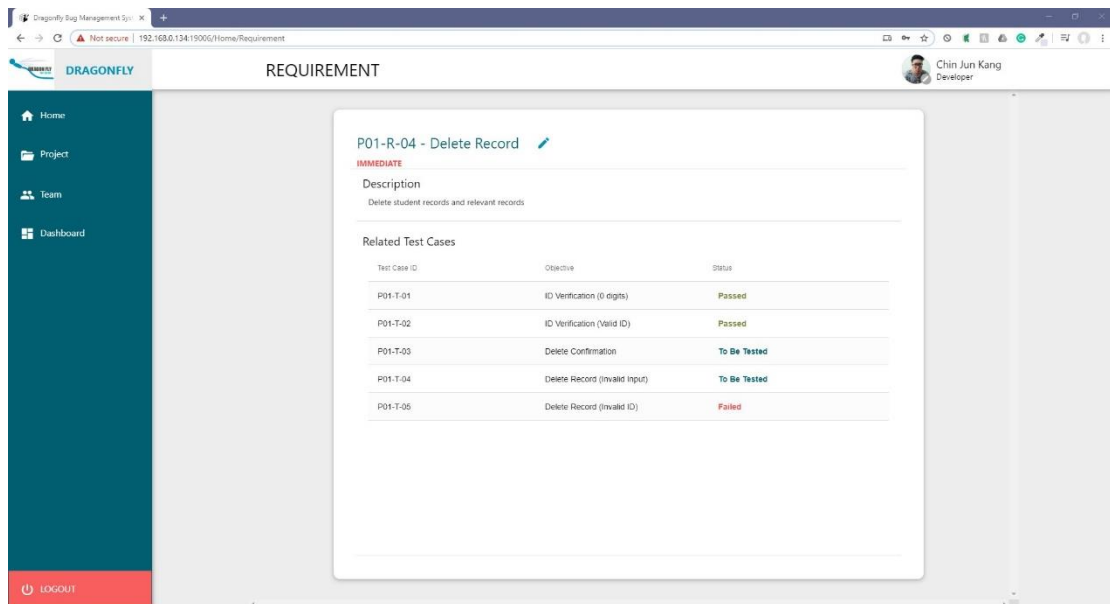 Dragonfly Bug Management Sys
Not secure | 192.168.0.134:19006/Home/Requirement
DRAGONFLY
REQUIREMENT
Chin Jun Kang
Developer
Home
Project
Team
Dashboard
LOGOUT
P01-R-04 - Delete Record
IMMEDIATE
Description
Delete student records and relevant records
Related Test Cases
Test Case ID Objective Status
P01-T-01 ID Verification (0 digits) Passed
P01-T-02 ID Verification (Valid ID) Passed
P01-T-03 Delete Confirmation To Be Tested
P01-T-04 Delete Record (Invalid Input) To Be Tested
P01-T-05 Delete Record (Invalid ID) Failed